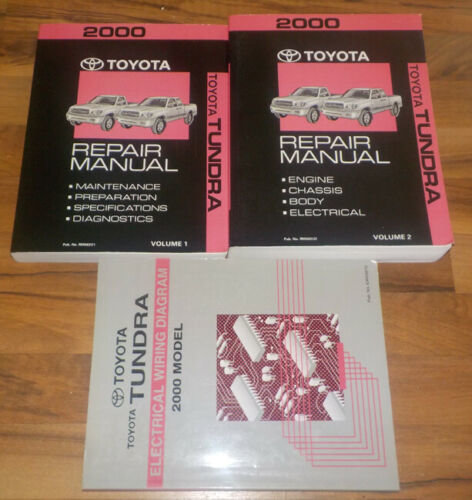 2000
TOYOTA
REPAIR
MANUAL
MAINTENANCE
PREPARATION
SPECIFICATIONS
DIAGNOSTICS
VOLUME 1
TOYOTA TUNDRA
2000
TOYOTA
REPAIR
MANUAL
ENGINE
CHASSIS
BODY
ELECTRICAL
VOLUME 2
TOYOTA TUNDRA
TOYOTA
TOYOTA TUNDRA
ELECTRICAL WIRING DIAGRAM
2000 MODEL